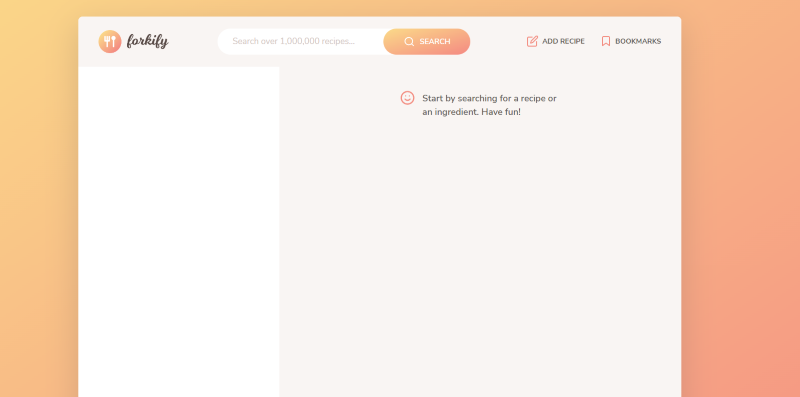 forkify
Search over 1,000,000 recipes...
SEARCH
ADD RECIPE
BOOKMARKS
Start by searching for a recipe or
an ingredient. Have fun!